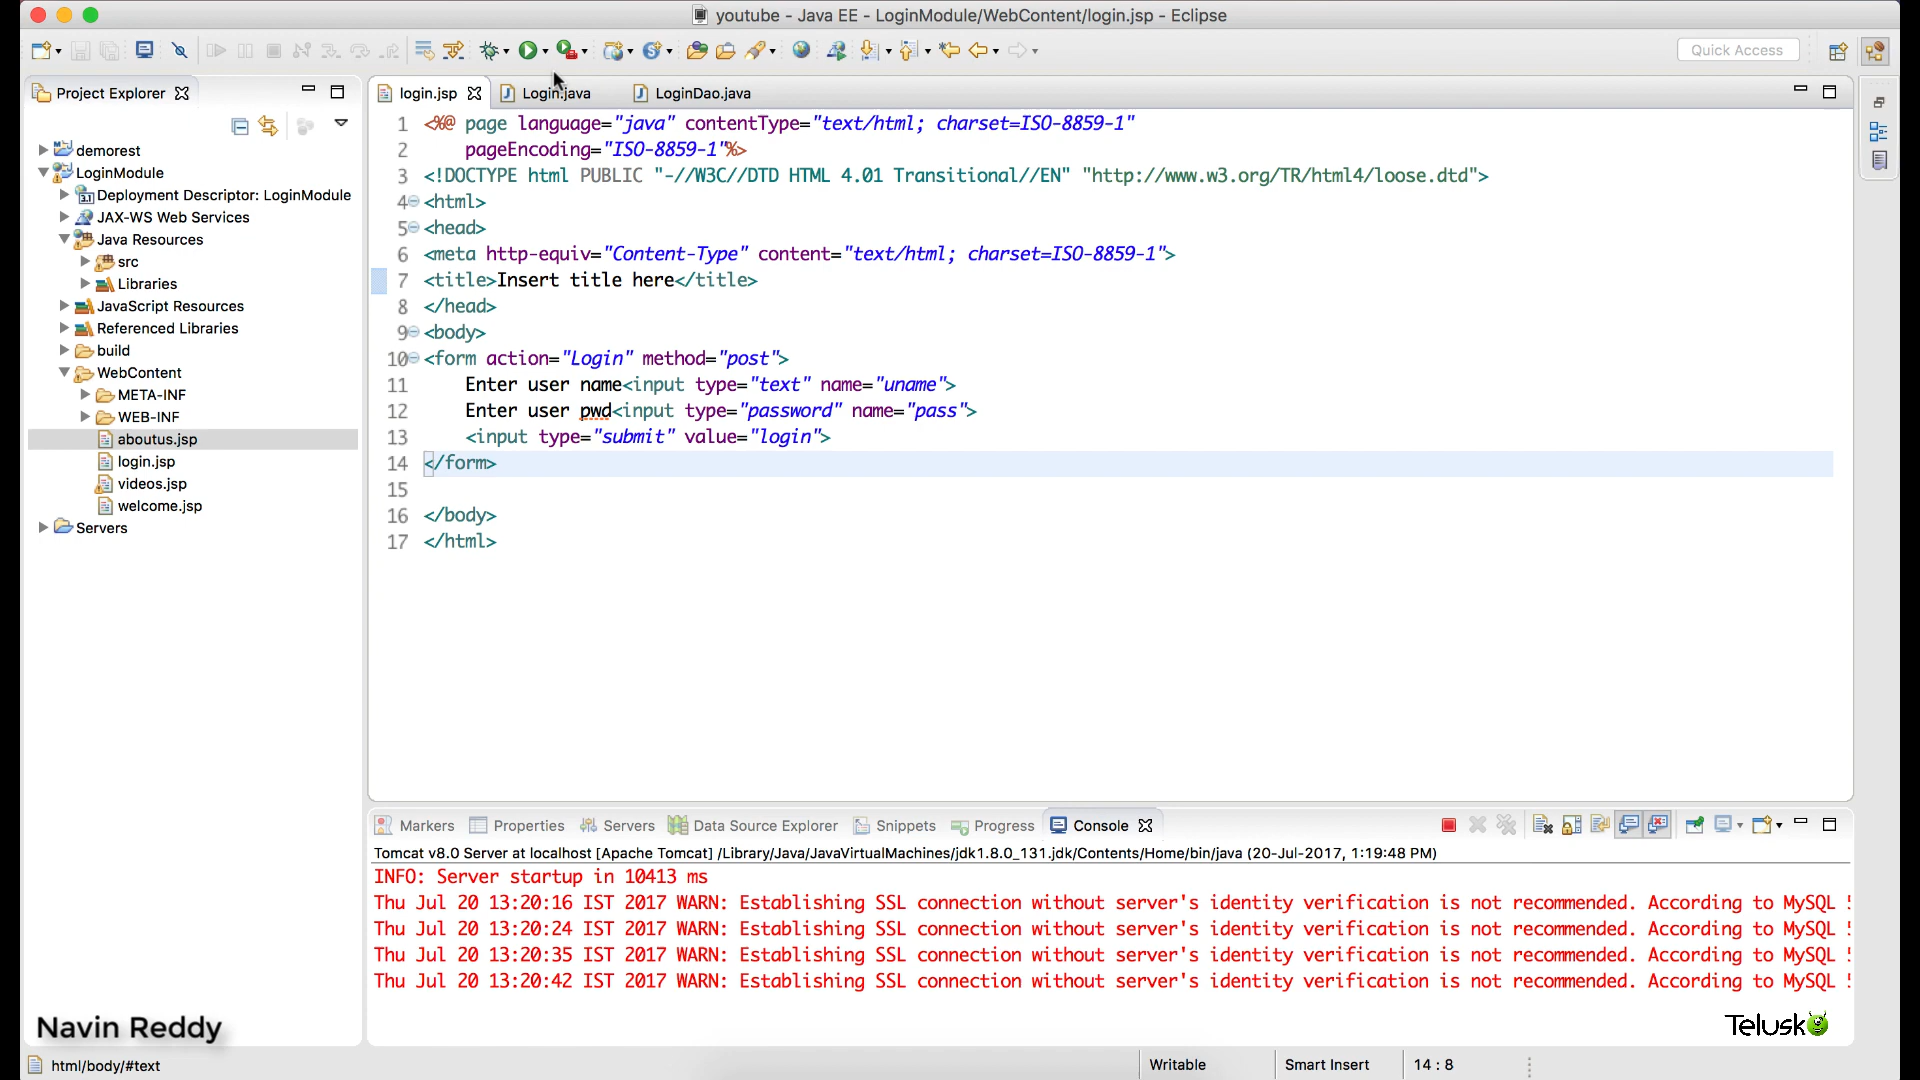 youtube - Java EE - LoginModule/WebContent/login.jsp - Eclipse
Quick Access
Project Explorer
demorest
LoginModule
Deployment Descriptor: LoginModule
JAX-WS Web Services
Java Resources
src
Libraries
JavaScript Resources
Referenced Libraries
build
WebContent
META-INF
WEB-INF
aboutus.jsp
login.jsp
videos.jsp
welcome.jsp
Servers
login.jsp Login.java LoginDao.java
1 <%@ page language="java" contentType="text/html; charset=ISO-8859-1"
2 pageEncoding="ISO-8859-1"%>
3 <!DOCTYPE html PUBLIC "-//W3C//DTD HTML 4.01 Transitional//EN" "http://www.w3.org/TR/html4/loose.dtd">
4 <html>
5 <head>
6 <meta http-equiv="Content-Type" content="text/html; charset=ISO-8859-1">
7 <title>Insert title here</title>
8 </head>
9 <body>
10 <form action="Login" method="post">
11 Enter user name<input type="text" name="uname">
12 Enter user pwd<input type="password" name="pass">
13 <input type="submit" value="login">
14 </form>
15
16 </body>
17 </html>
Markers Properties Servers Data Source Explorer Snippets Progress Console
Tomcat v8.0 Server at localhost [Apache Tomcat] /Library/Java/JavaVirtualMachines/jdk1.8.0_131.jdk/Contents/Home/bin/java (20-Jul-2017, 1:19:48 PM)
INFO: Server startup in 10413 ms
Thu Jul 20 13:20:16 IST 2017 WARN: Establishing SSL connection without server's identity verification is not recommended. According to MySQL
Thu Jul 20 13:20:24 IST 2017 WARN: Establishing SSL connection without server's identity verification is not recommended. According to MySQL
Thu Jul 20 13:20:35 IST 2017 WARN: Establishing SSL connection without server's identity verification is not recommended. According to MySQL
Thu Jul 20 13:20:42 IST 2017 WARN: Establishing SSL connection without server's identity verification is not recommended. According to MySQL
Navin Reddy
Telusko
html/body/#text
Writable
Smart Insert
14 : 8